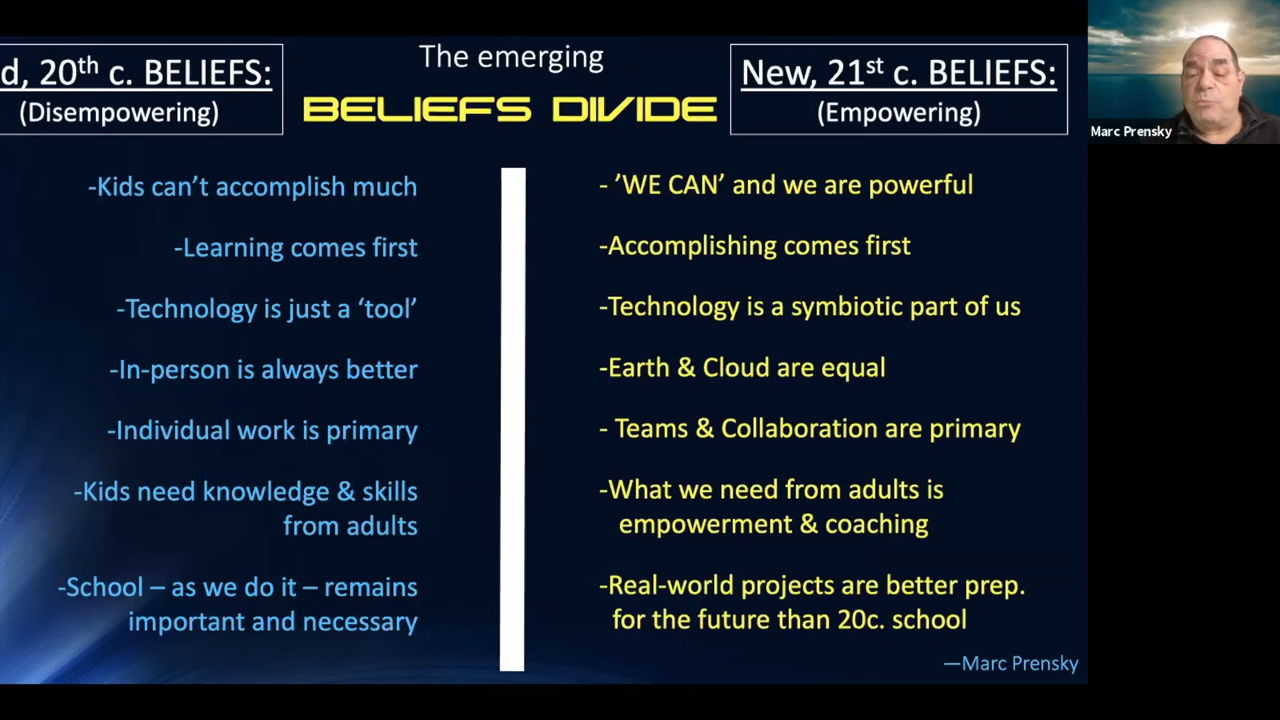 d, 20th c. BELIEFS:
(Disempowering)
The emerging
BELIEFS DIVIDE
New, 21st c. BELIEFS:
(Empowering)
Marc Prensky
-Kids can’t accomplish much
-Learning comes first
-Technology is just a ‘tool’
-In-person is always better
-Individual work is primary
-Kids need knowledge & skills
from adults
-School – as we do it – remains
important and necessary
- ’WE CAN’ and we are powerful
-Accomplishing comes first
-Technology is a symbiotic part of us
-Earth & Cloud are equal
- Teams & Collaboration are primary
-What we need from adults is
empowerment & coaching
-Real-world projects are better prep.
for the future than 20c. school
—Marc Prensky